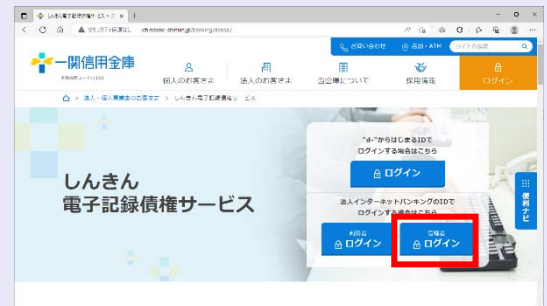 お問い合わせ
店舗・ATM
サイト内検索
一関信用金庫
個人のお客さま
法人のお客さま
当金庫について
採用情報
ログイン
法人・個人事業主のお客さま
しんきん電子記録債権サービス
しんきん
電子記録債権サービス
"d-"からはじまるIDで
ログインする場合はこちら
ログイン
法人インターネットバンキングのIDで
ログインする場合はこちら
利用者
ログイン
管理者
ログイン
便利ナビ